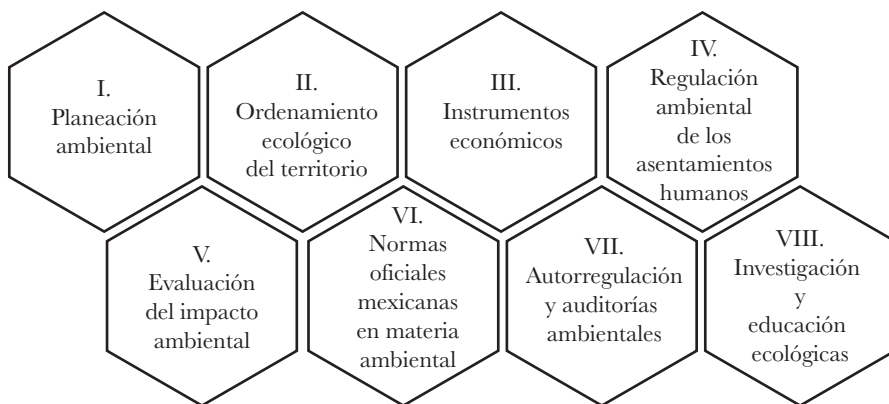 I.
Planeación
ambiental
II.
Ordenamiento
ecológico
del territorio
III.
Instrumentos
económicos
IV.
Regulación
ambiental
de los
asentamientos
humanos
V.
Evaluación
del impacto
ambiental
VI.
Normas
oficiales
mexicanas
en materia
ambiental
VII.
Autorregulación
y auditorías
ambientales
VIII.
Investigación
y
educación
ecológicas